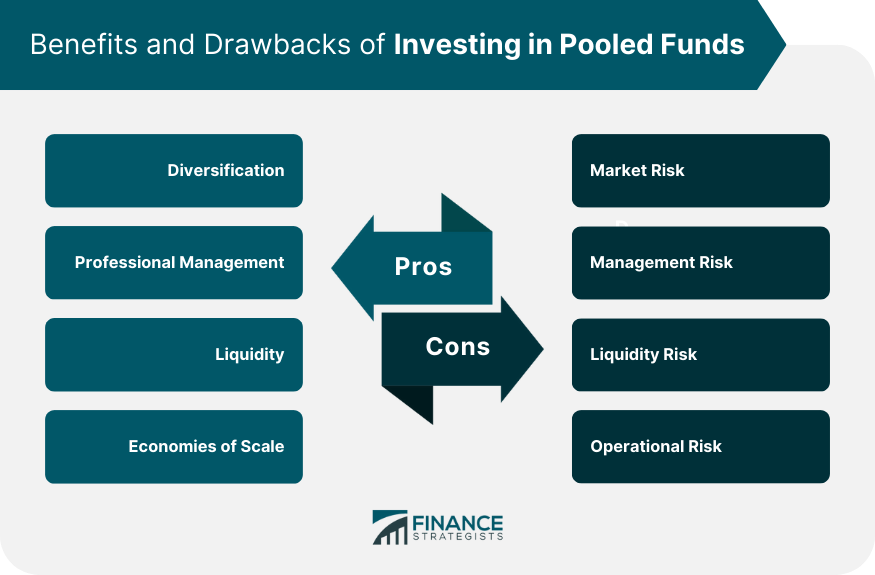 Benefits and Drawbacks of Investing in Pooled Funds
Diversification
Professional Management
Liquidity
Economies of Scale
Pros
Cons
Market Risk
Management Risk
Liquidity Risk
Operational Risk
FINANCE
STRATEGISTS